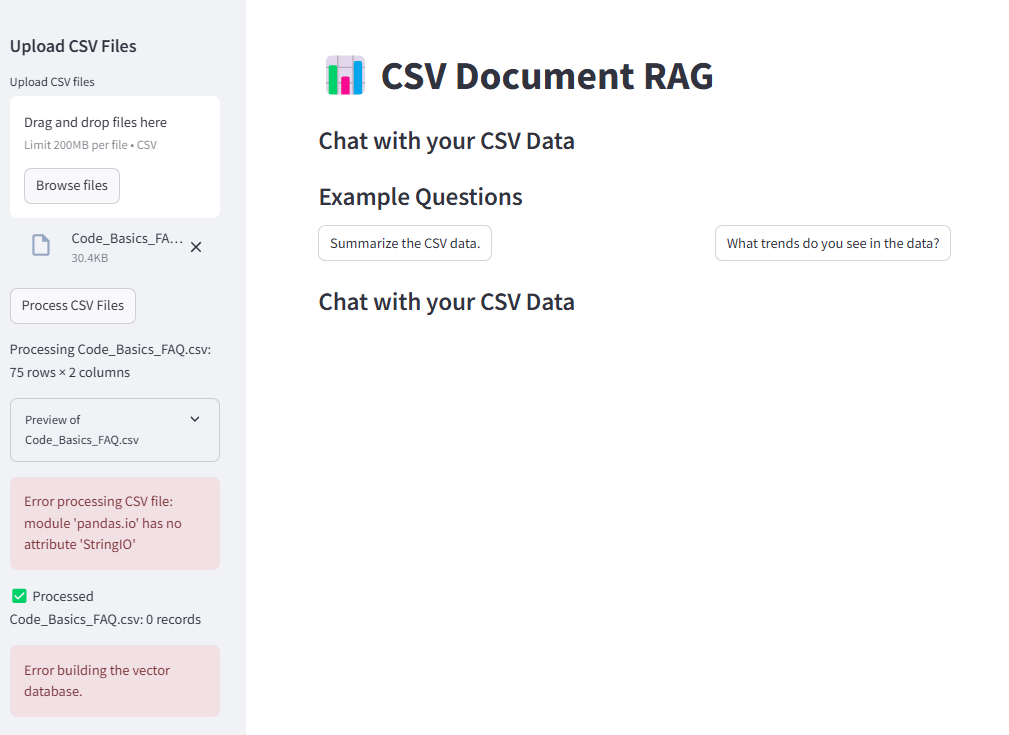 Upload CSV Files
Upload CSV files
Drag and drop files here
Limit 200MB per file • CSV
Browse files
Code_Basics_FA...
30.4KB
Process CSV Files
Processing Code_Basics_FAQ.csv:
75 rows × 2 columns
Preview of
Code_Basics_FAQ.csv
Error processing CSV file:
module 'pandas.io' has no
attribute 'StringIO'
✅ Processed
Code_Basics_FAQ.csv: 0 records
Error building the vector
database.
📊 CSV Document RAG
Chat with your CSV Data
Example Questions
Summarize the CSV data.
What trends do you see in the data?
Chat with your CSV Data